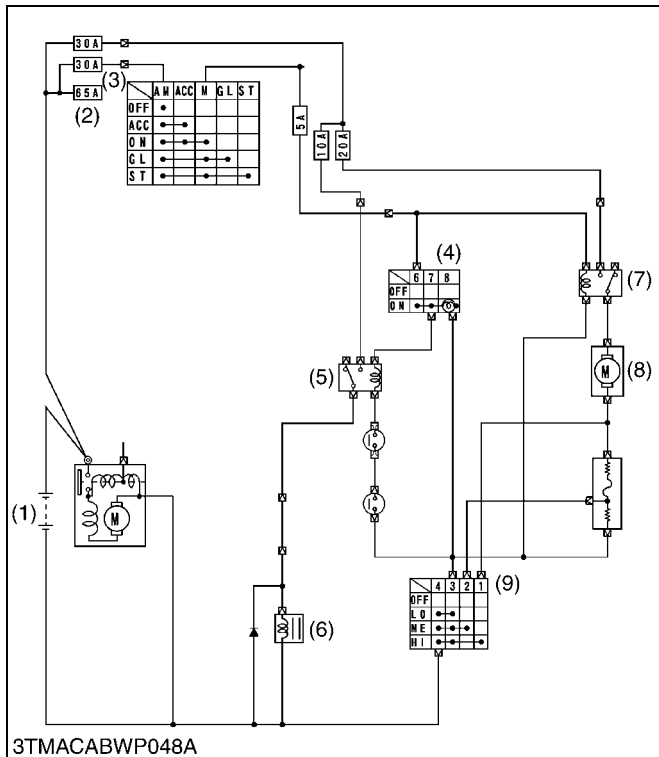 30A
30A
(3)
65A
(2)
AM ACC M GL ST
OFF
ACC
ON
GL
ST
5A
10A
20A
(4)
6 7 8
OFF
ON
(7)
(5)
M
(8)
(1)
M
(9)
4 3 2 1
OFF
LO
ME
HI
(6)
3TMACABWP048A